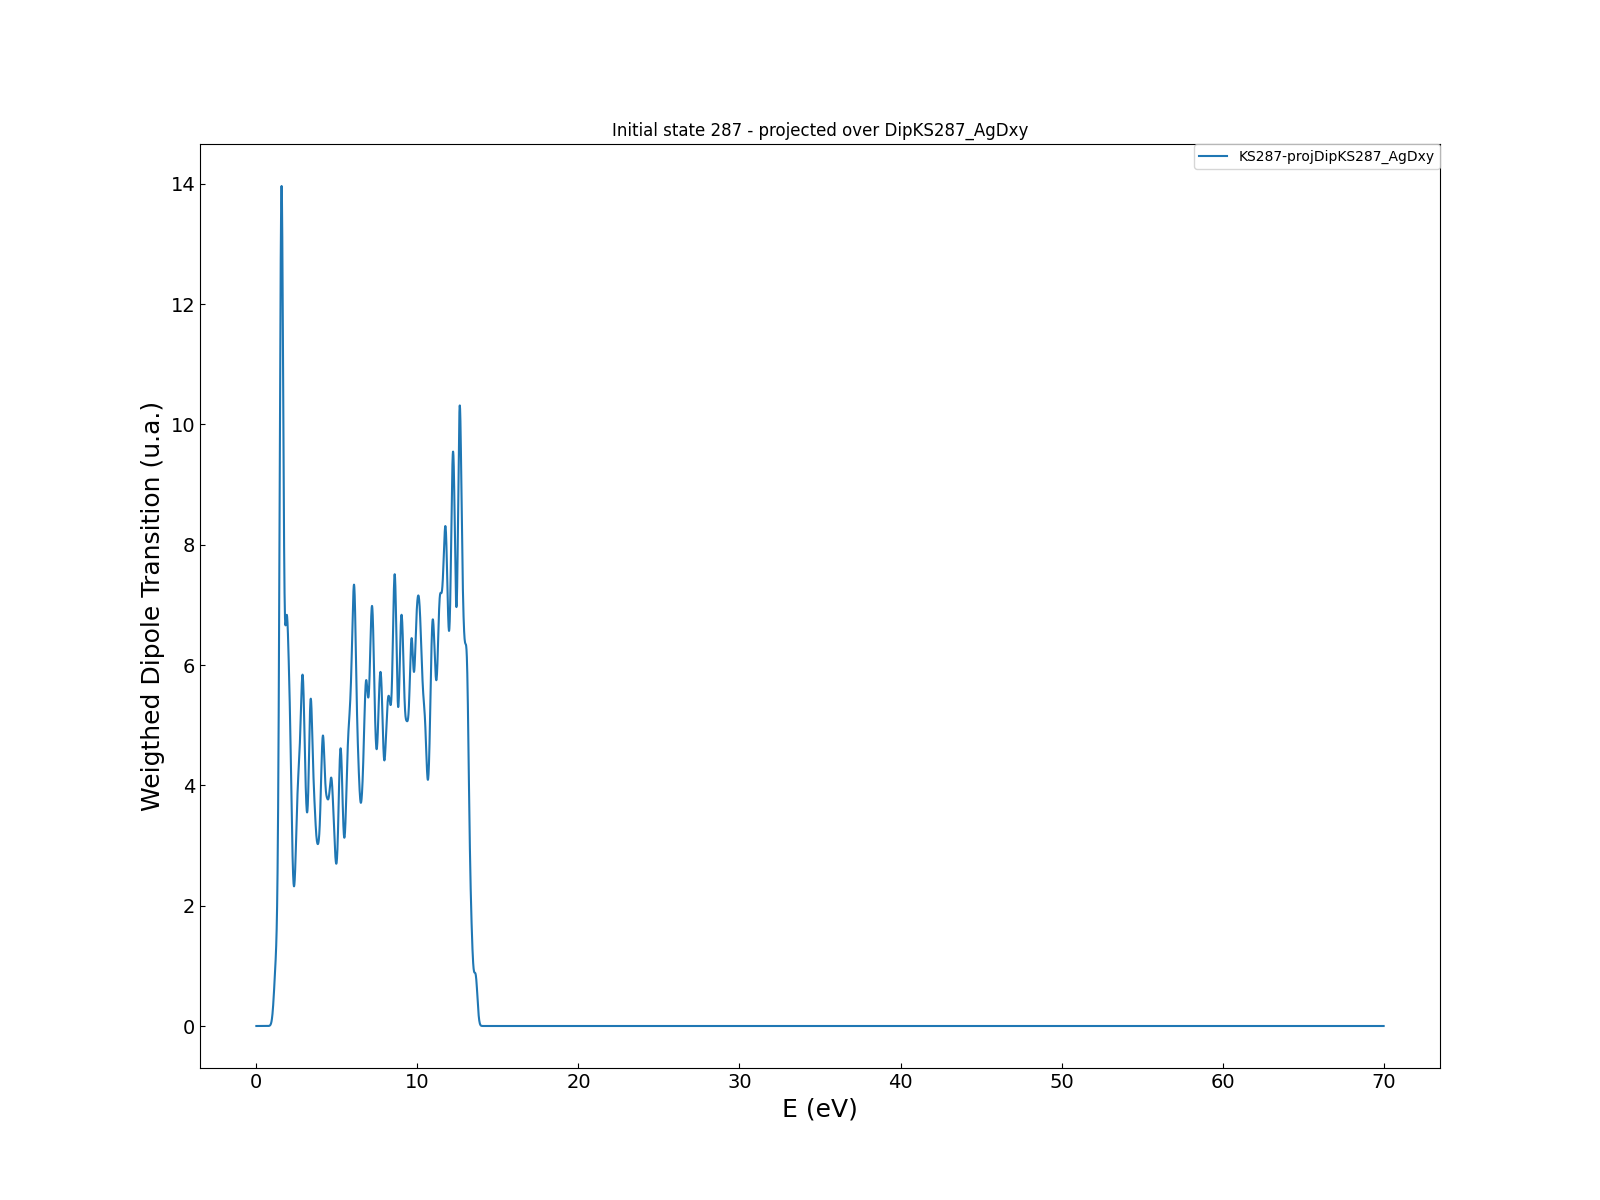 Initial state 287 - projected over DipKS287_AgDxy
KS287-projDipKS287_AgDxy
Weigthed Dipole Transition (u.a.)
14
12
10
8
6
4
2
0
0 10 20 30 40 50 60 70
E (eV)